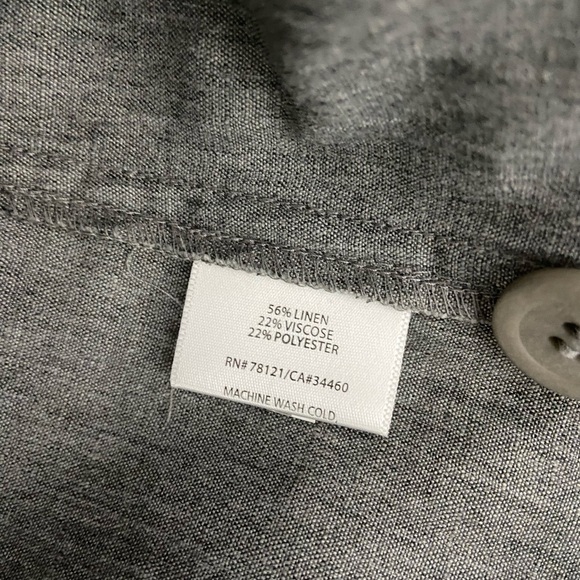 56% LINEN
22% VISCOSE
22% POLYESTER
RN# 78121/CA#34460
MACHINE WASH COLD